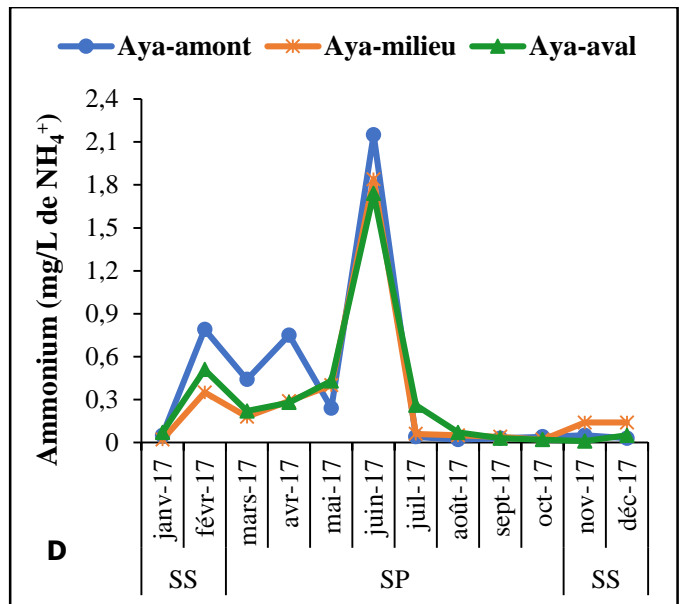 Aya-amont Aya-milieu Aya-aval
Ammonium (mg/L de NH₄⁺)
2,4
2,1
1,8
1,5
1,2
0,9
0,6
0,3
0
janv-17 févr-17 mars-17 avr-17 mai-17 juin-17 juil-17 août-17 sept-17 oct-17 nov-17 déc-17
D
SS SP SS